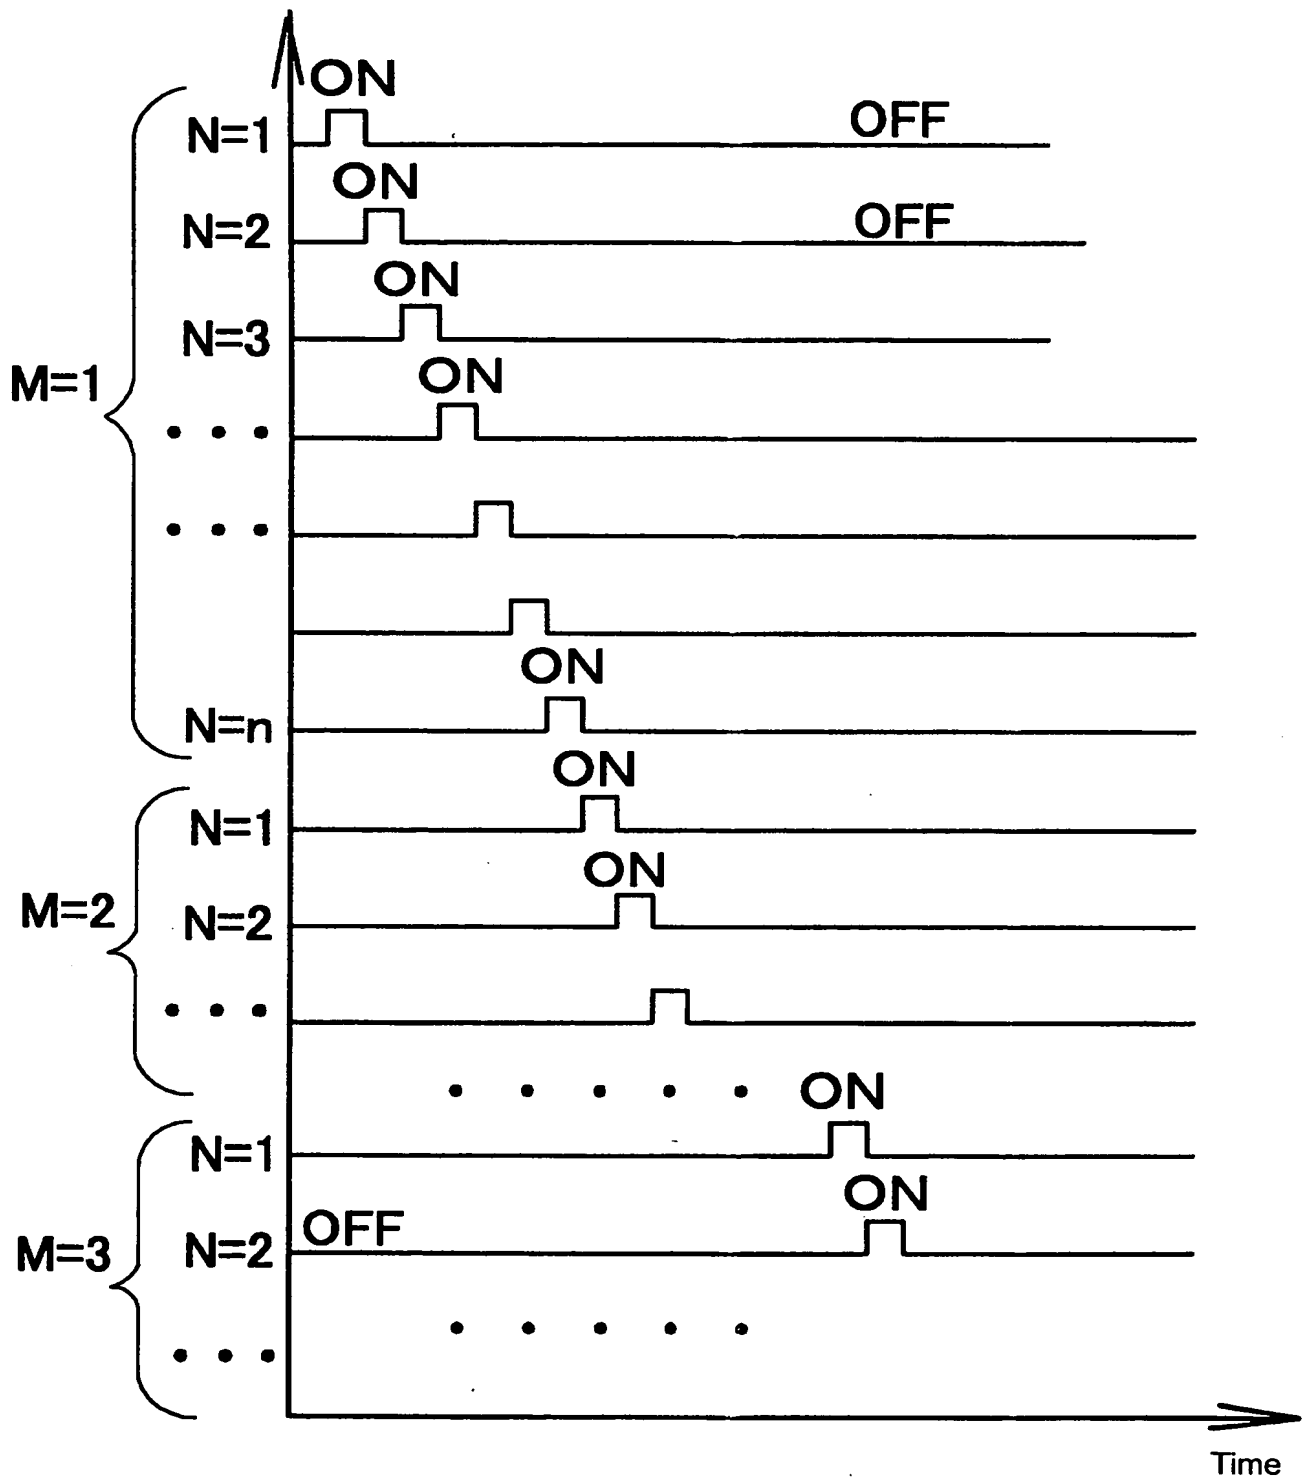 ON
N=1 OFF
ON
N=2 OFF
ON
N=3
M=1 ON
• • •
• • •
ON
N=n
ON
N=1
ON
M=2 N=2
• • •
• • • • • ON
N=1
ON
M=3 N=2 OFF
• • • • •
• • •
Time